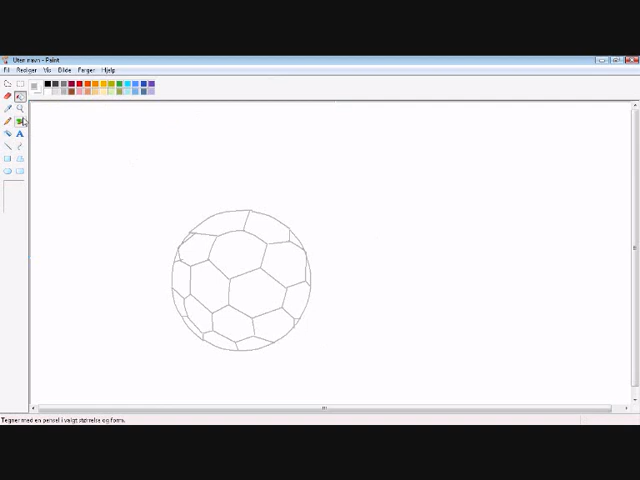 Uten navn - Paint
Fil Rediger Vis Bilde Farger Hjelp
A
Tegner med en pensel i valgt størrelse og form.